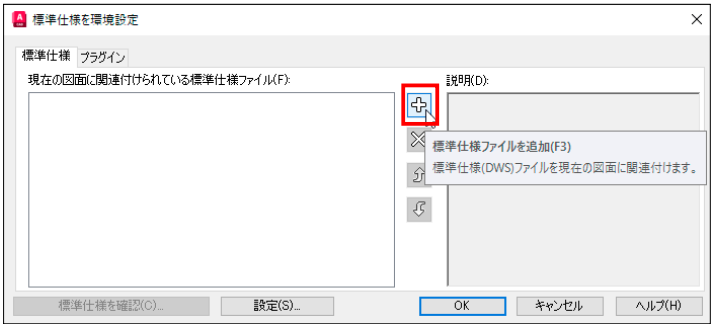 標準仕様を環境設定
標準仕様 プラグイン
現在の図面に関連付けられている標準仕様ファイル(F):
説明(D):
標準仕様ファイルを追加(F3)
標準仕様(DWS)ファイルを現在の図面に関連付けます。
標準仕様を確認(C)... 設定(S)... OK キャンセル ヘルプ(H)